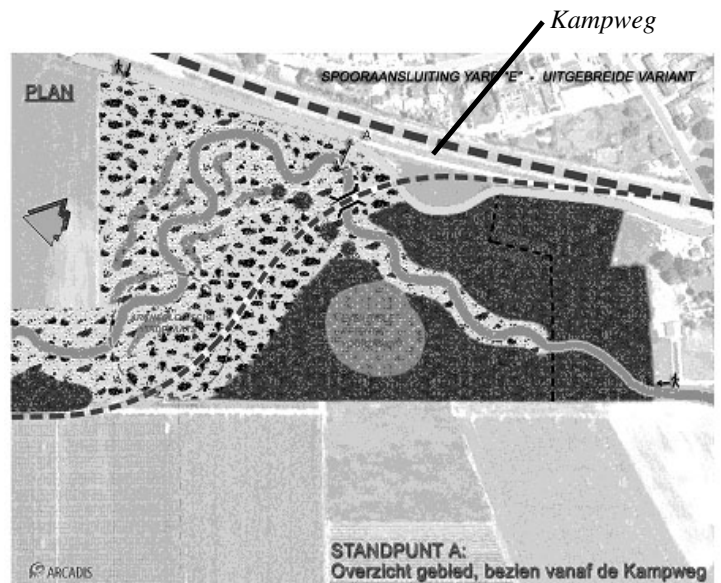 Kampweg
SPOORAANSLUITING YARD "E" - UITGEBREIDE VARIANT
PLAN
A
STANDPUNT A:
Overzicht gebied, bezien vanaf de Kampweg
ARCADIS